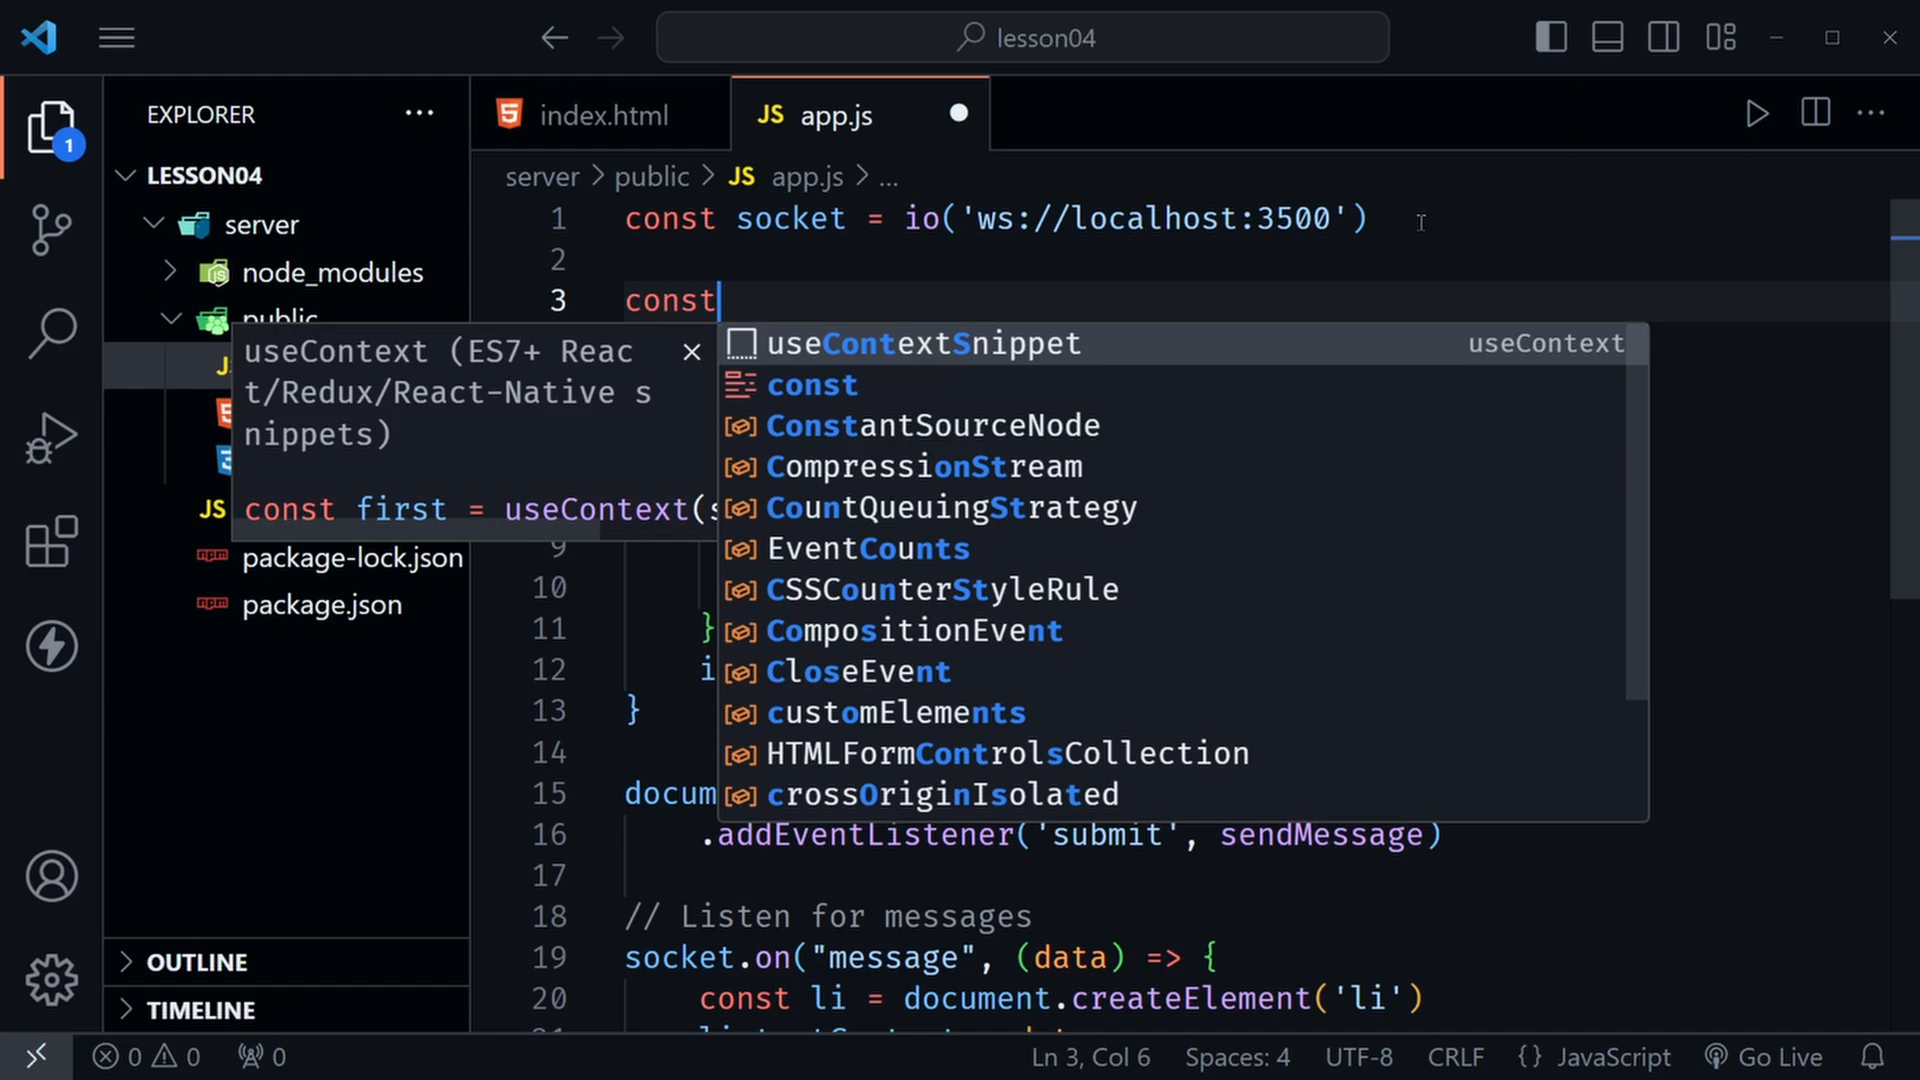 lesson04
EXPLORER
index.html
JS app.js
LESSON04
server > public > JS app.js > ...
server
node_modules
public
1 const socket = io('ws://localhost:3500')
2
3 const
useContext (ES7+ Reac
t/Redux/React-Native s
nippets)
const first = useContext(
useContextSnippet useContext
const
ConstantSourceNode
CompressionStream
CountQueuingStrategy
EventCounts
CSSCounterStyleRule
CompositionEvent
CloseEvent
customElements
HTMLFormControlsCollection
crossOriginIsolated
JS
package-lock.json
package.json
9
10
11 }
12 i
13 }
14
15 docum
16 .addEventListener('submit', sendMessage)
17
18 // Listen for messages
19 socket.on("message", (data) => {
20 const li = document.createElement('li')
OUTLINE
TIMELINE
1
0 0 0
Ln 3, Col 6 Spaces: 4 UTF-8 CRLF {} JavaScript Go Live